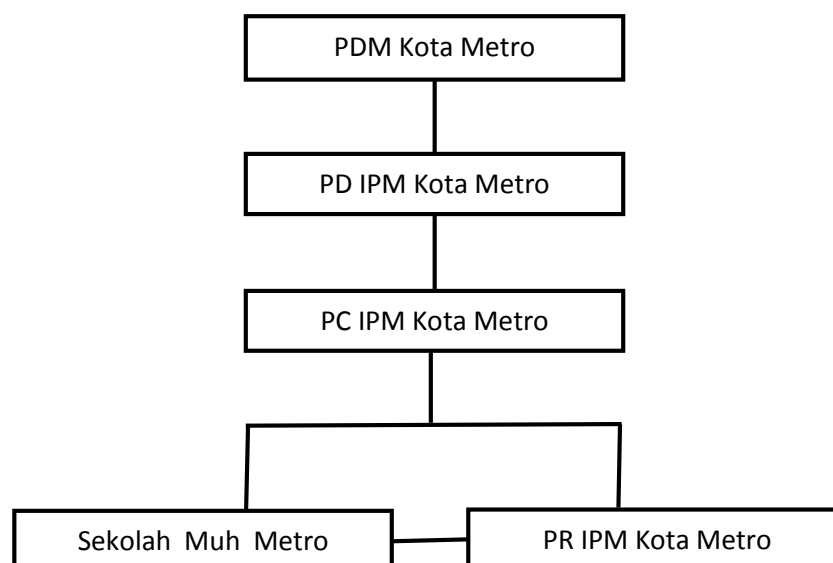 PDM Kota Metro
PD IPM Kota Metro
PC IPM Kota Metro
Sekolah Muh Metro
PR IPM Kota Metro